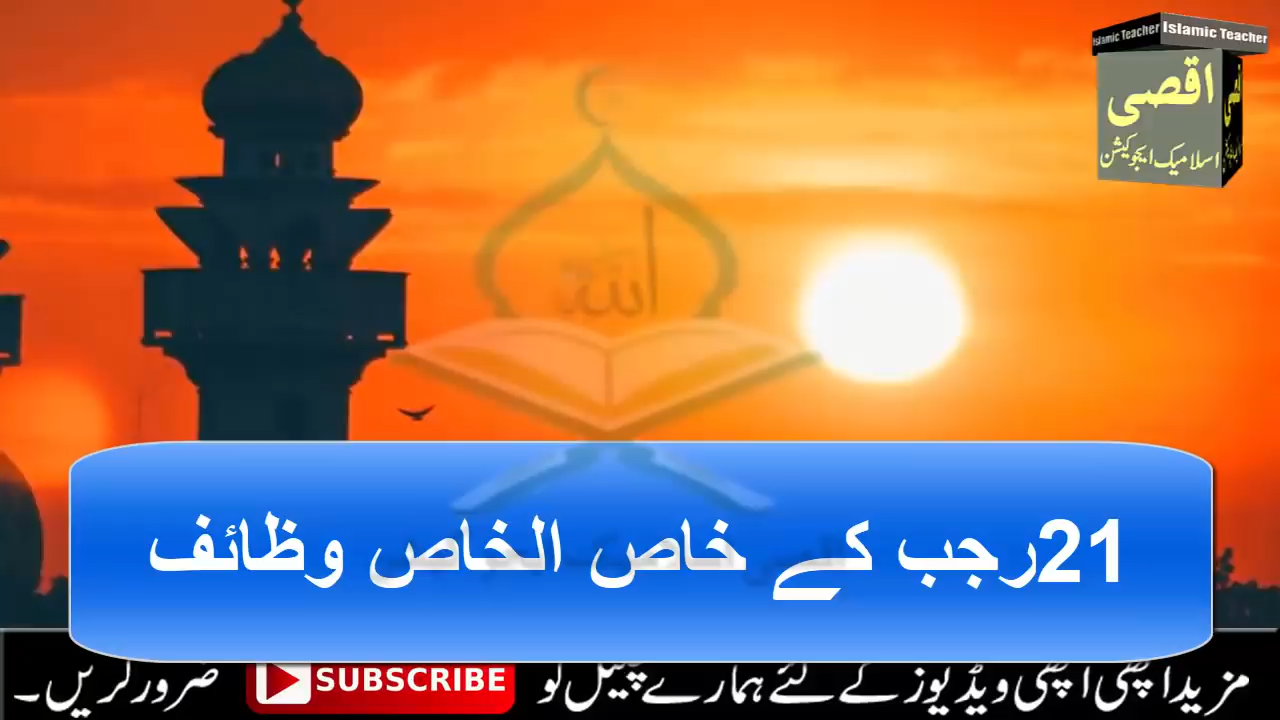 Islamic Teacher Islamic Teacher
اقصی
اسلامیک ایجوکیشن
الله
21رجب کے خاص الخاص وظائف
مزید اچھی اچھی ویڈیوز کے لئے ہمارے چینل کو SUBSCRIBE ضرور کریں۔